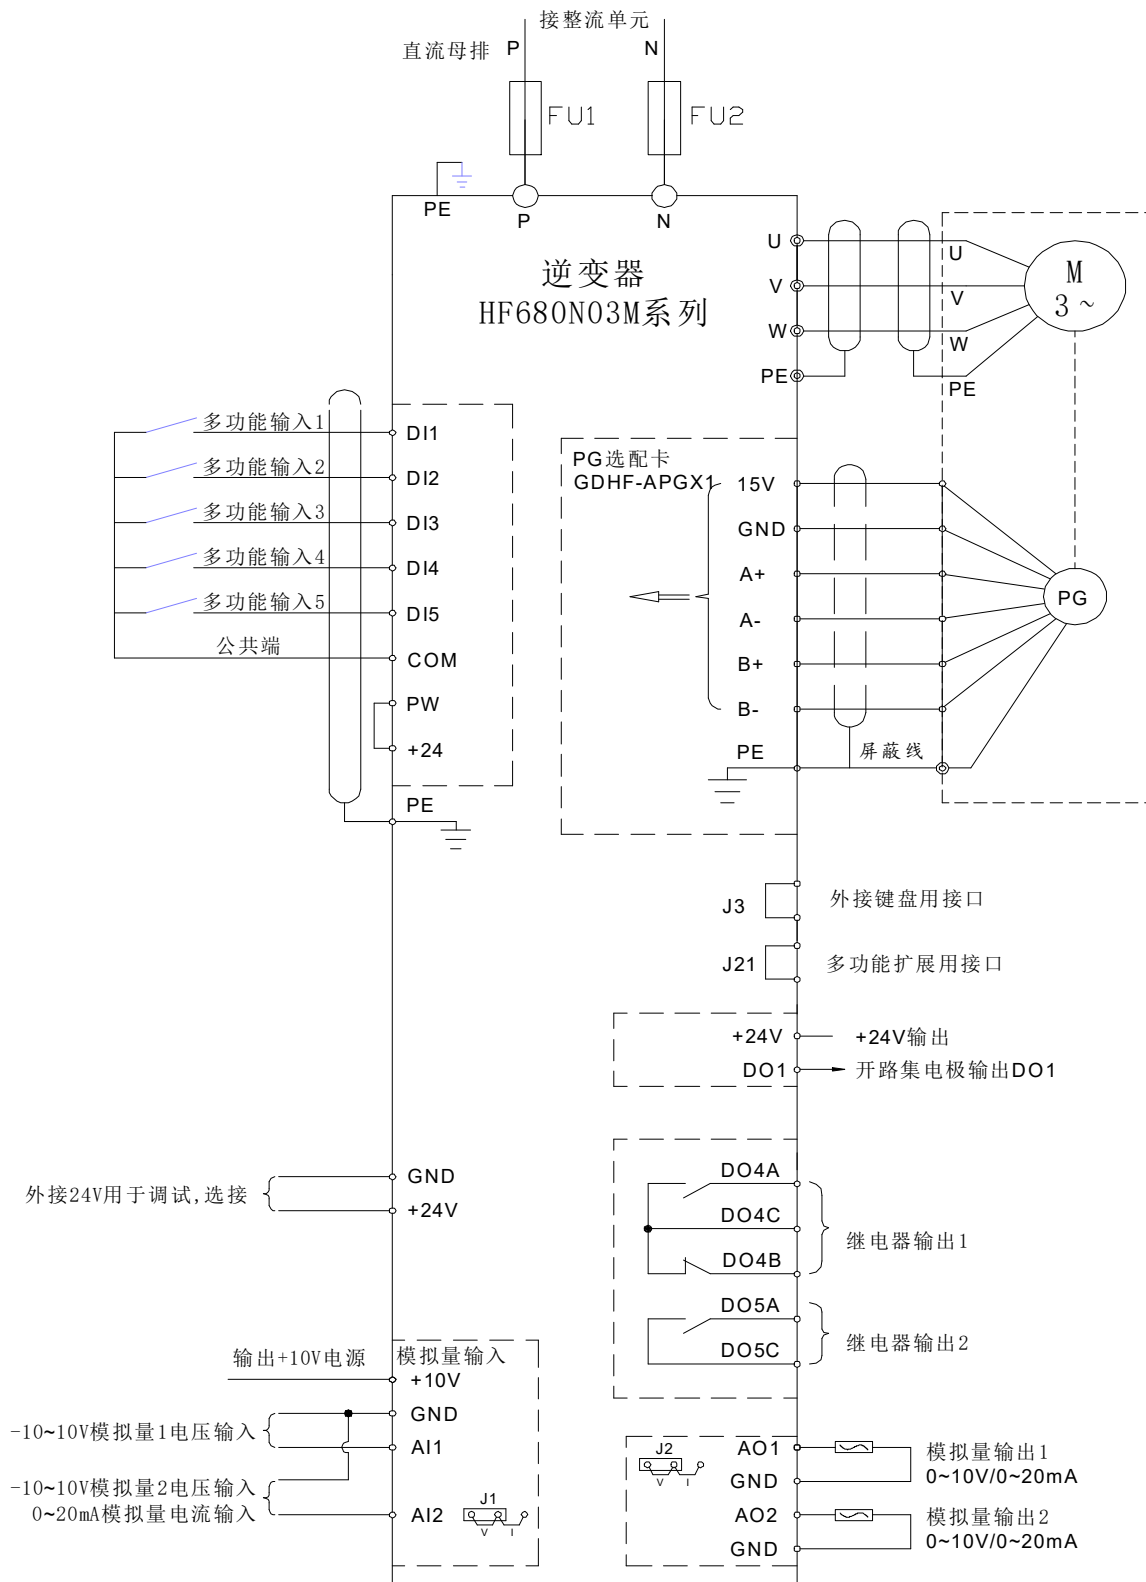 接整流单元
直流母排 P N
FU1 FU2
PE P N
逆变器
HF680N03M系列
U
V
W
PE
U
V
W
PE
M
3～
多功能输入1 DI1
多功能输入2 DI2
多功能输入3 DI3
多功能输入4 DI4
多功能输入5 DI5
公共端 COM
PW
+24
PE
PG选配卡
GDHF-APGX1
15V
GND
A+
A-
B+
B-
PE
屏蔽线
PG
J3 外接键盘用接口
J21 多功能扩展用接口
+24V +24V输出
DO1 开路集电极输出DO1
外接24V用于调试,选接
GND
+24V
DO4A
DO4C
DO4B
继电器输出1
DO5A
DO5C
继电器输出2
输出+10V电源 模拟量输入
+10V
GND
-10~10V模拟量1电压输入
AI1
-10~10V模拟量2电压输入
0~20mA模拟量电流输入
AI2
J1
V I
J2
V I
AO1
GND
模拟量输出1
0~10V/0~20mA
AO2
GND
模拟量输出2
0~10V/0~20mA